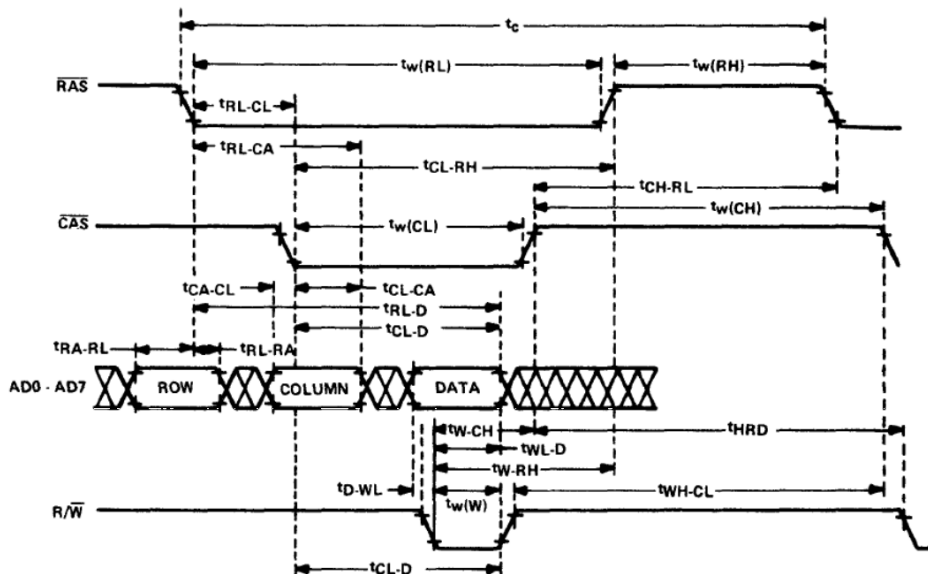 tc
tw(RL)
tw(RH)
RAS
tRL-CL
tRL-CA
tCL-RH
tCH-RL
tw(CH)
CAS
tw(CL)
tCA-CL
tCL-CA
tRL-D
tCL-D
tRA-RL
tRL-RA
AD0 - AD7
ROW
COLUMN
DATA
tW-CH
tHRD
tWL-D
tW-RH
tD-WL
tw(W)
tWH-CL
R/W
tCL-D